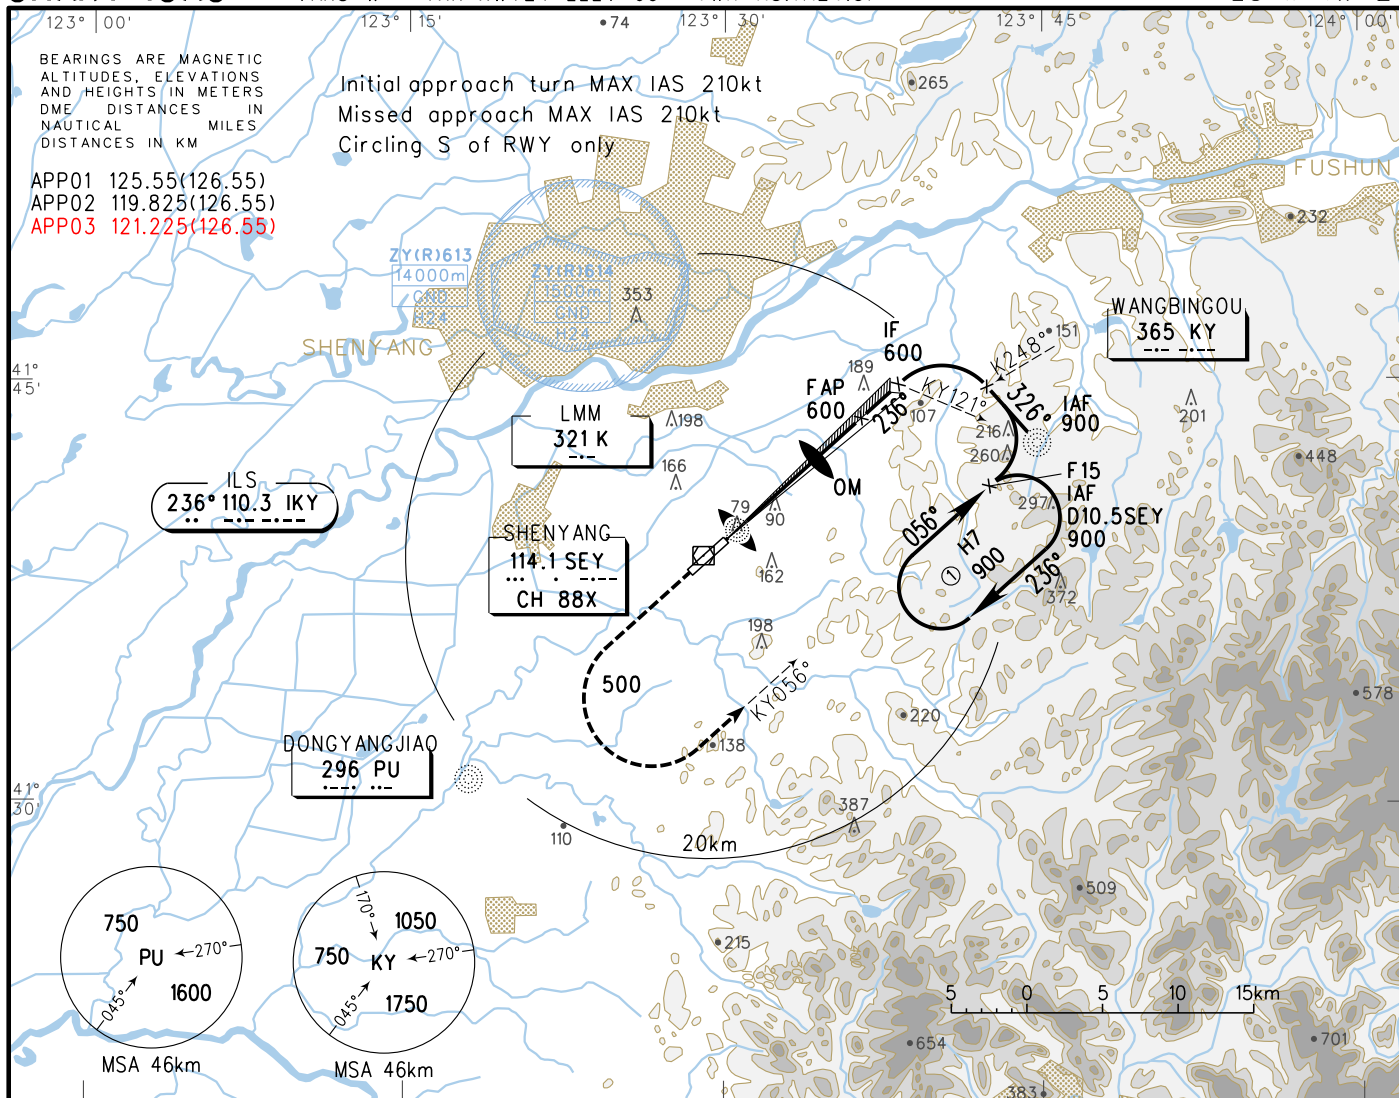 123° 00'
123° 15'
74
123° 30'
123° 45'
124° 00'
BEARINGS ARE MAGNETIC
ALTITUDES, ELEVATIONS
AND HEIGHTS IN METERS
DME DISTANCES IN
NAUTICAL MILES
DISTANCES IN KM
Initial approach turn MAX IAS 210kt
Missed approach MAX IAS 210kt
Circling S of RWY only
APP01 125.55(126.55)
APP02 119.825(126.55)
APP03 121.225(126.55)
265
FUSHUN
232
ZY(R)613
14000m
GND
H24
ZY(R)614
1500m
GND
H24
353
SHENYANG
WANGBINGOU
365 KY
151
K248°
IF
600
189
FAP
600
236°
KY121°
107
326°
IAF
900
216
260
201
448
41°
45'
LMM
321 K
198
166
OM
F15
IAF
D10.5SEY
900
297
ILS
236° 110.3 IKY
79
90
SHENYANG
114.1 SEY
CH 88X
162
056°
H7
900
①
236°
372
198
500
KY056°
578
220
138
DONGYANGJIAO
296 PU
41°
30'
110
387
20km
509
215
750
PU
270°
045°
1600
MSA 46km
170°
1050
750
KY
270°
045°
1750
MSA 46km
5 0 5 10 15km
654
701
383